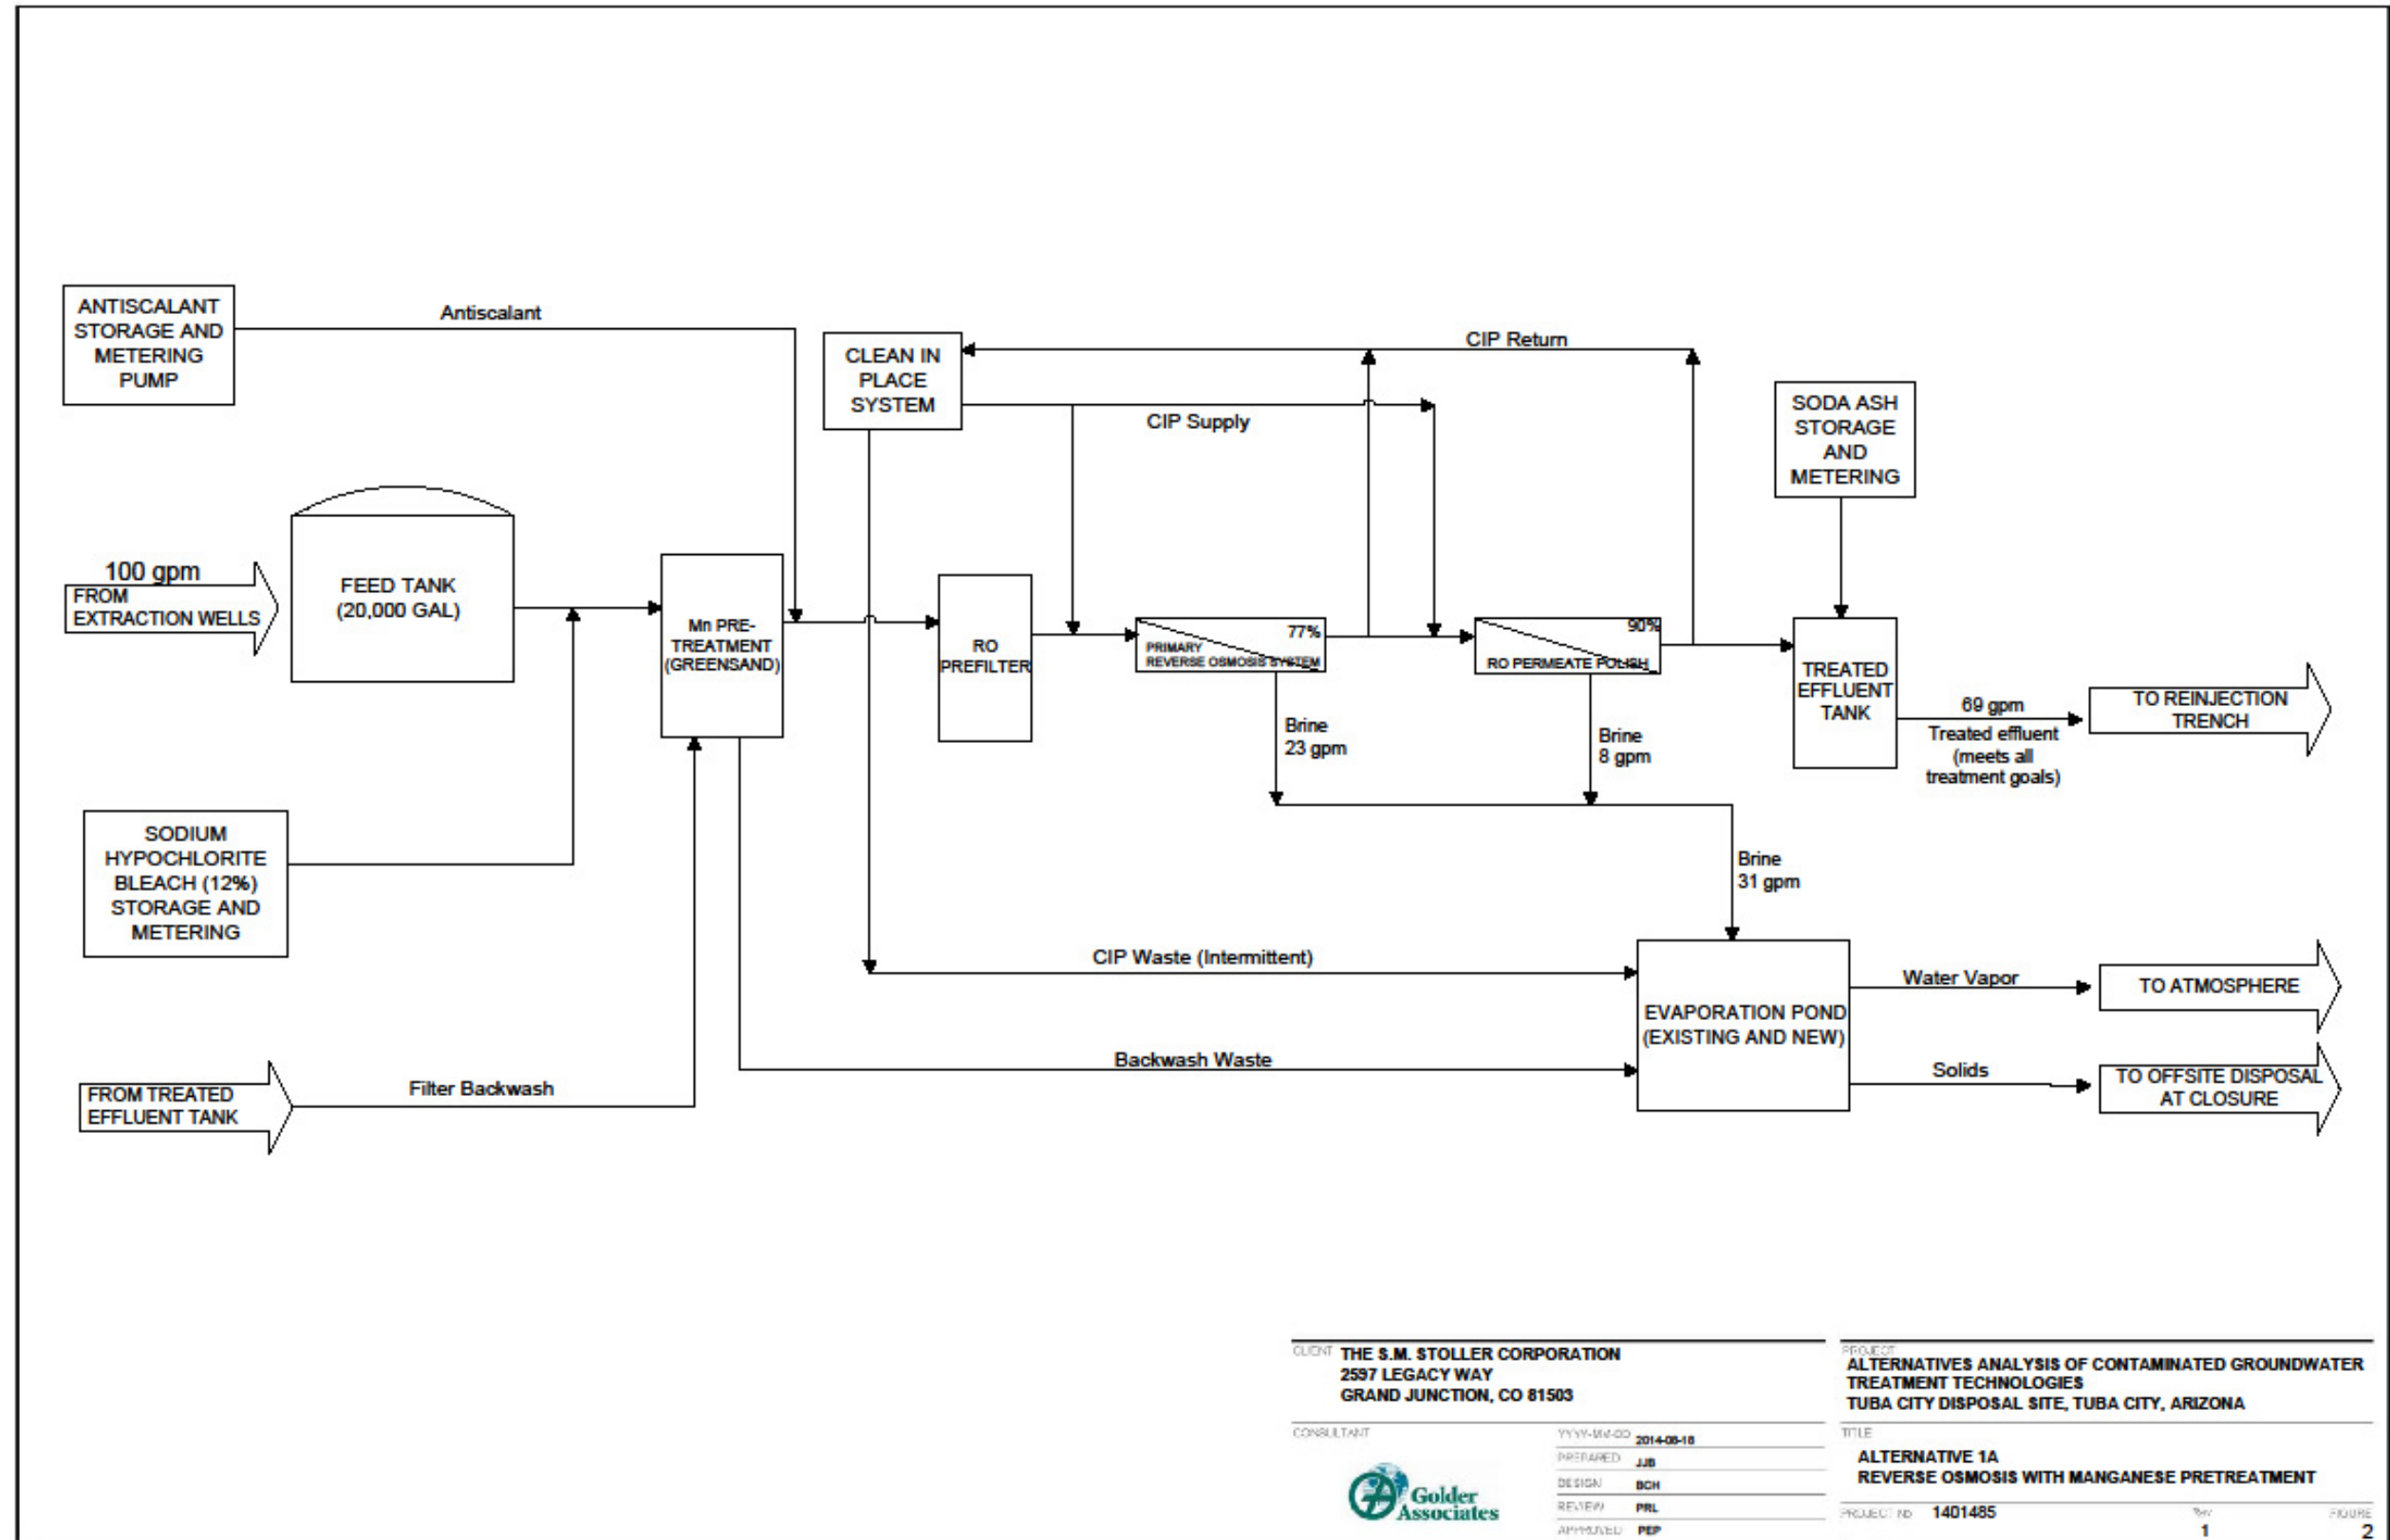 ANTISCALANT
STORAGE AND
METERING
PUMP
Antiscalant
CLEAN IN
PLACE
SYSTEM
CIP Return
CIP Supply
SODA ASH
STORAGE
AND
METERING
100 gpm
FROM
EXTRACTION WELLS
FEED TANK
(20,000 GAL)
Mn PRE-
TREATMENT
(GREENSAND)
RO
PREFILTER
77%
PRIMARY
REVERSE OSMOSIS SYSTEM
90%
RO PERMEATE POLISH
TREATED
EFFLUENT
TANK
69 gpm
Treated effluent
(meets all
treatment goals)
TO REINJECTION
TRENCH
Brine
23 gpm
Brine
8 gpm
Brine
31 gpm
SODIUM
HYPOCHLORITE
BLEACH (12%)
STORAGE AND
METERING
CIP Waste (Intermittent)
EVAPORATION POND
(EXISTING AND NEW)
Water Vapor
TO ATMOSPHERE
Backwash Waste
Solids
TO OFFSITE DISPOSAL
AT CLOSURE
FROM TREATED
EFFLUENT TANK
Filter Backwash
CLIENT
THE S.M. STOLLER CORPORATION
2597 LEGACY WAY
GRAND JUNCTION, CO 81503
PROJECT
ALTERNATIVES ANALYSIS OF CONTAMINATED GROUNDWATER
TREATMENT TECHNOLOGIES
TUBA CITY DISPOSAL SITE, TUBA CITY, ARIZONA
CONSULTANT
Golder
Associates
YYYY-MM-DD 2014-08-18
PREPARED JJB
DESIGN BCH
REVIEW PRL
APPROVED PEP
TITLE
ALTERNATIVE 1A
REVERSE OSMOSIS WITH MANGANESE PRETREATMENT
PROJECT No 1401485
Rev
1
FIGURE
2